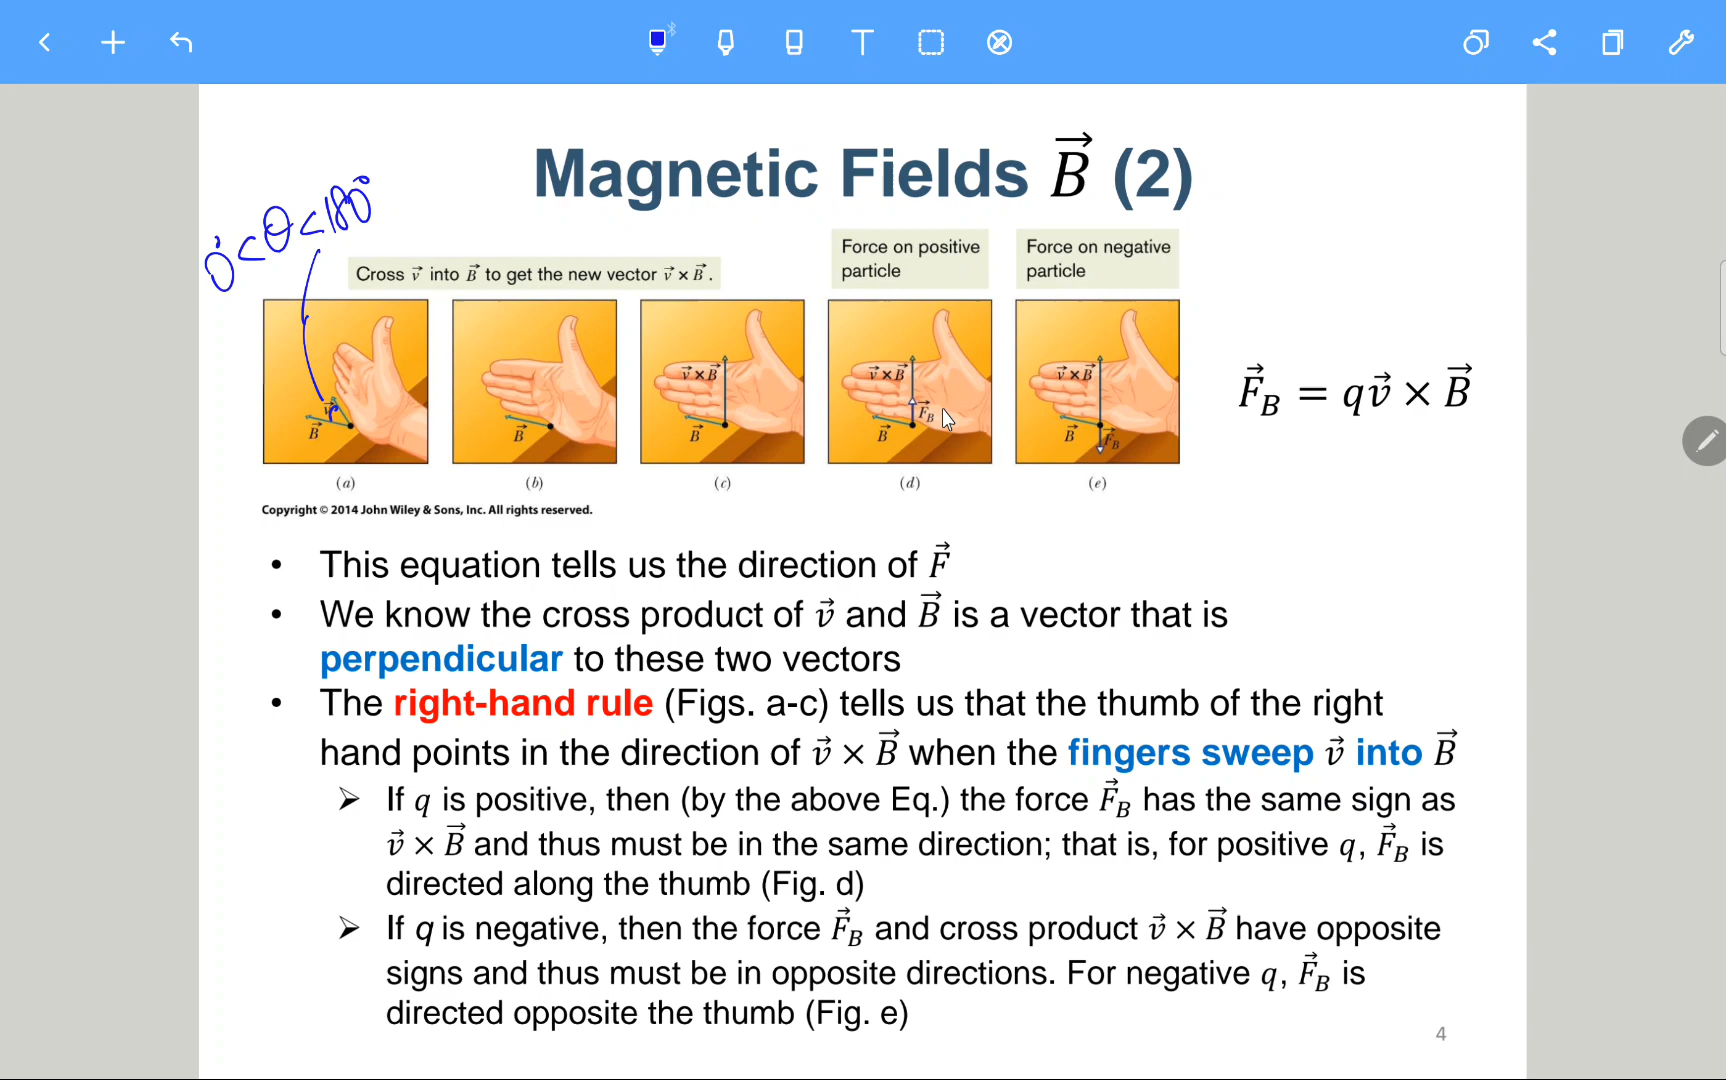 Magnetic Fields B⃗ (2)
0° < θ < 180°
Cross v⃗ into B⃗ to get the new vector v⃗ × B⃗.
Force on positive
particle
Force on negative
particle
v⃗
B⃗
B⃗
v⃗ × B⃗
B⃗
v⃗ × B⃗
F⃗_B
B⃗
v⃗ × B⃗
B⃗
F⃗_B
(a)
(b)
(c)
(d)
(e)
F⃗_B = qv⃗ × B⃗
Copyright © 2014 John Wiley & Sons, Inc. All rights reserved.
• This equation tells us the direction of F⃗
• We know the cross product of v⃗ and B⃗ is a vector that is
perpendicular to these two vectors
• The right-hand rule (Figs. a-c) tells us that the thumb of the right
hand points in the direction of v⃗ × B⃗ when the fingers sweep v⃗ into B⃗
➢ If q is positive, then (by the above Eq.) the force F⃗_B has the same sign as
v⃗ × B⃗ and thus must be in the same direction; that is, for positive q, F⃗_B is
directed along the thumb (Fig. d)
➢ If q is negative, then the force F⃗_B and cross product v⃗ × B⃗ have opposite
signs and thus must be in opposite directions. For negative q, F⃗_B is
directed opposite the thumb (Fig. e)
4